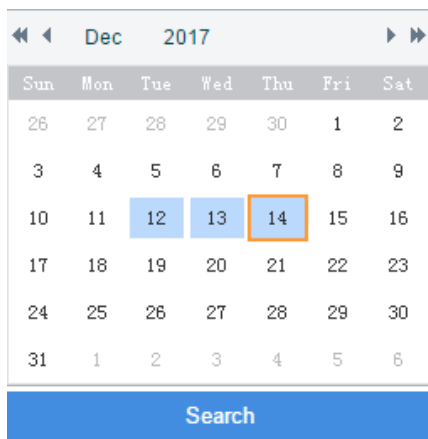 Dec 2017
Sun Mon Tue Wed Thu Fri Sat
26 27 28 29 30 1 2
3 4 5 6 7 8 9
10 11 12 13 14 15 16
17 18 19 20 21 22 23
24 25 26 27 28 29 30
31 1 2 3 4 5 6
Search